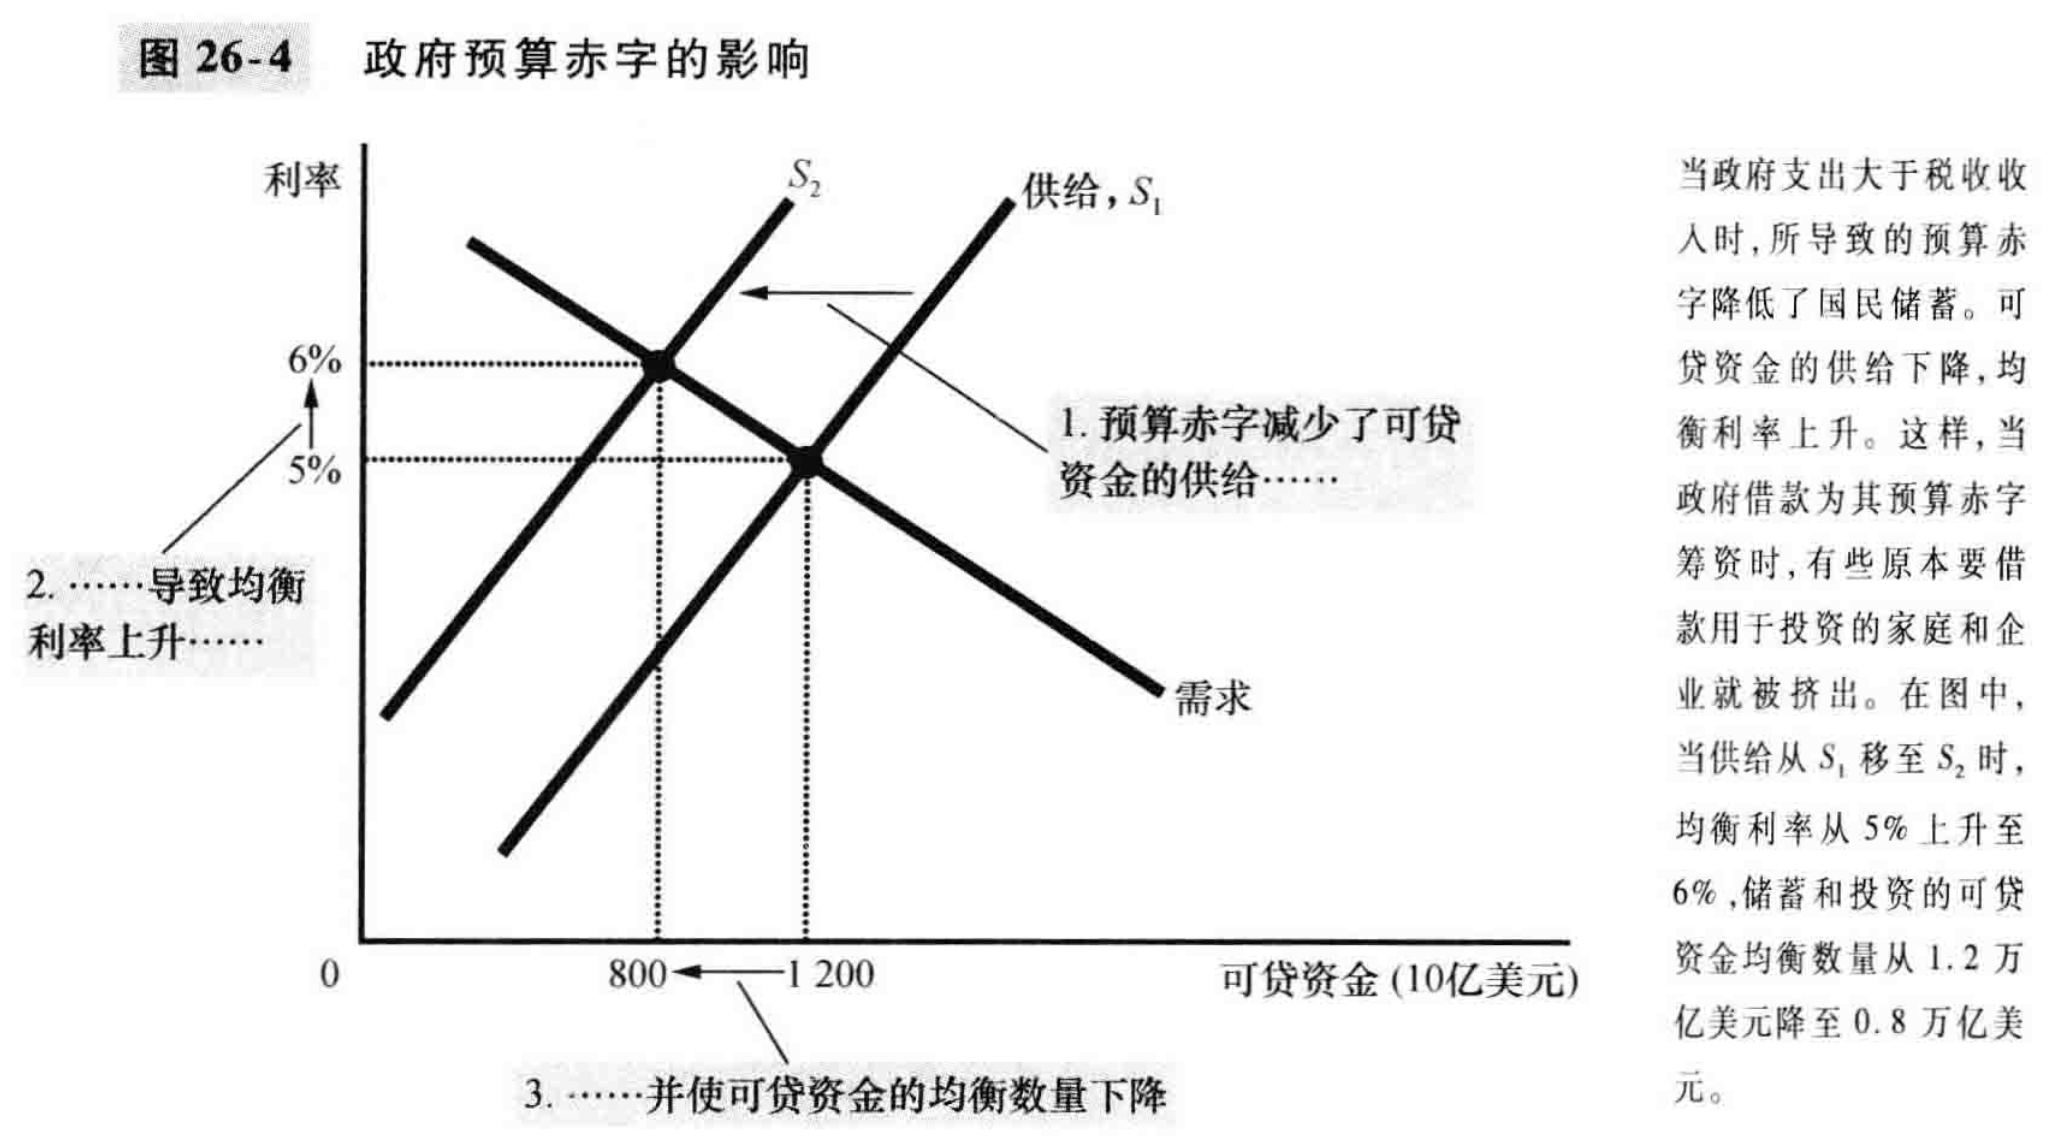 图 26-4 政府预算赤字的影响
利率
S₂
供给，S₁
6%
5%
1. 预算赤字减少了可贷
资金的供给……
2. ……导致均衡
利率上升……
需求
0
800
1 200
可贷资金 (10亿美元)
3. ……并使可贷资金的均衡数量下降
当政府支出大于税收收
入时，所导致的预算赤
字降低了国民储蓄。可
贷资金的供给下降，均
衡利率上升。这样，当
政府借款为其预算赤字
筹资时，有些原本要借
款用于投资的家庭和企
业就被挤出。在图中，
当供给从 S₁ 移至 S₂ 时，
均衡利率从 5% 上升至
6%，储蓄和投资的可贷
资金均衡数量从 1.2 万
亿美元降至 0.8 万亿美
元。